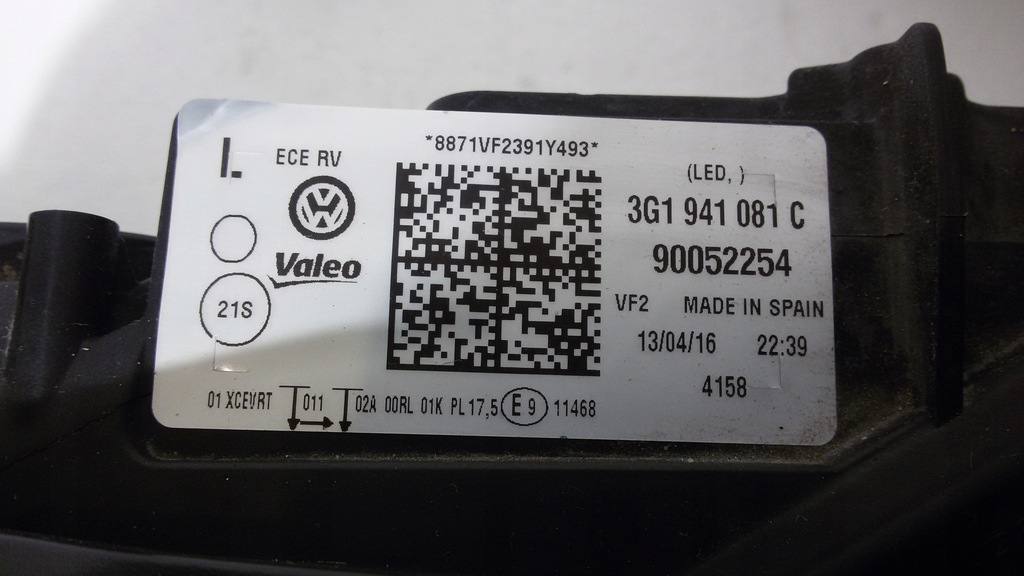 L
ECE RV
*8871VF2391Y493*
(LED, )
3G1 941 081 C
90052254
Valeo
21S
VF2 MADE IN SPAIN
13/04/16 22:39
4158
01 XCEVRT 011 02A 00RL 01K PL17,5 E 9 11468